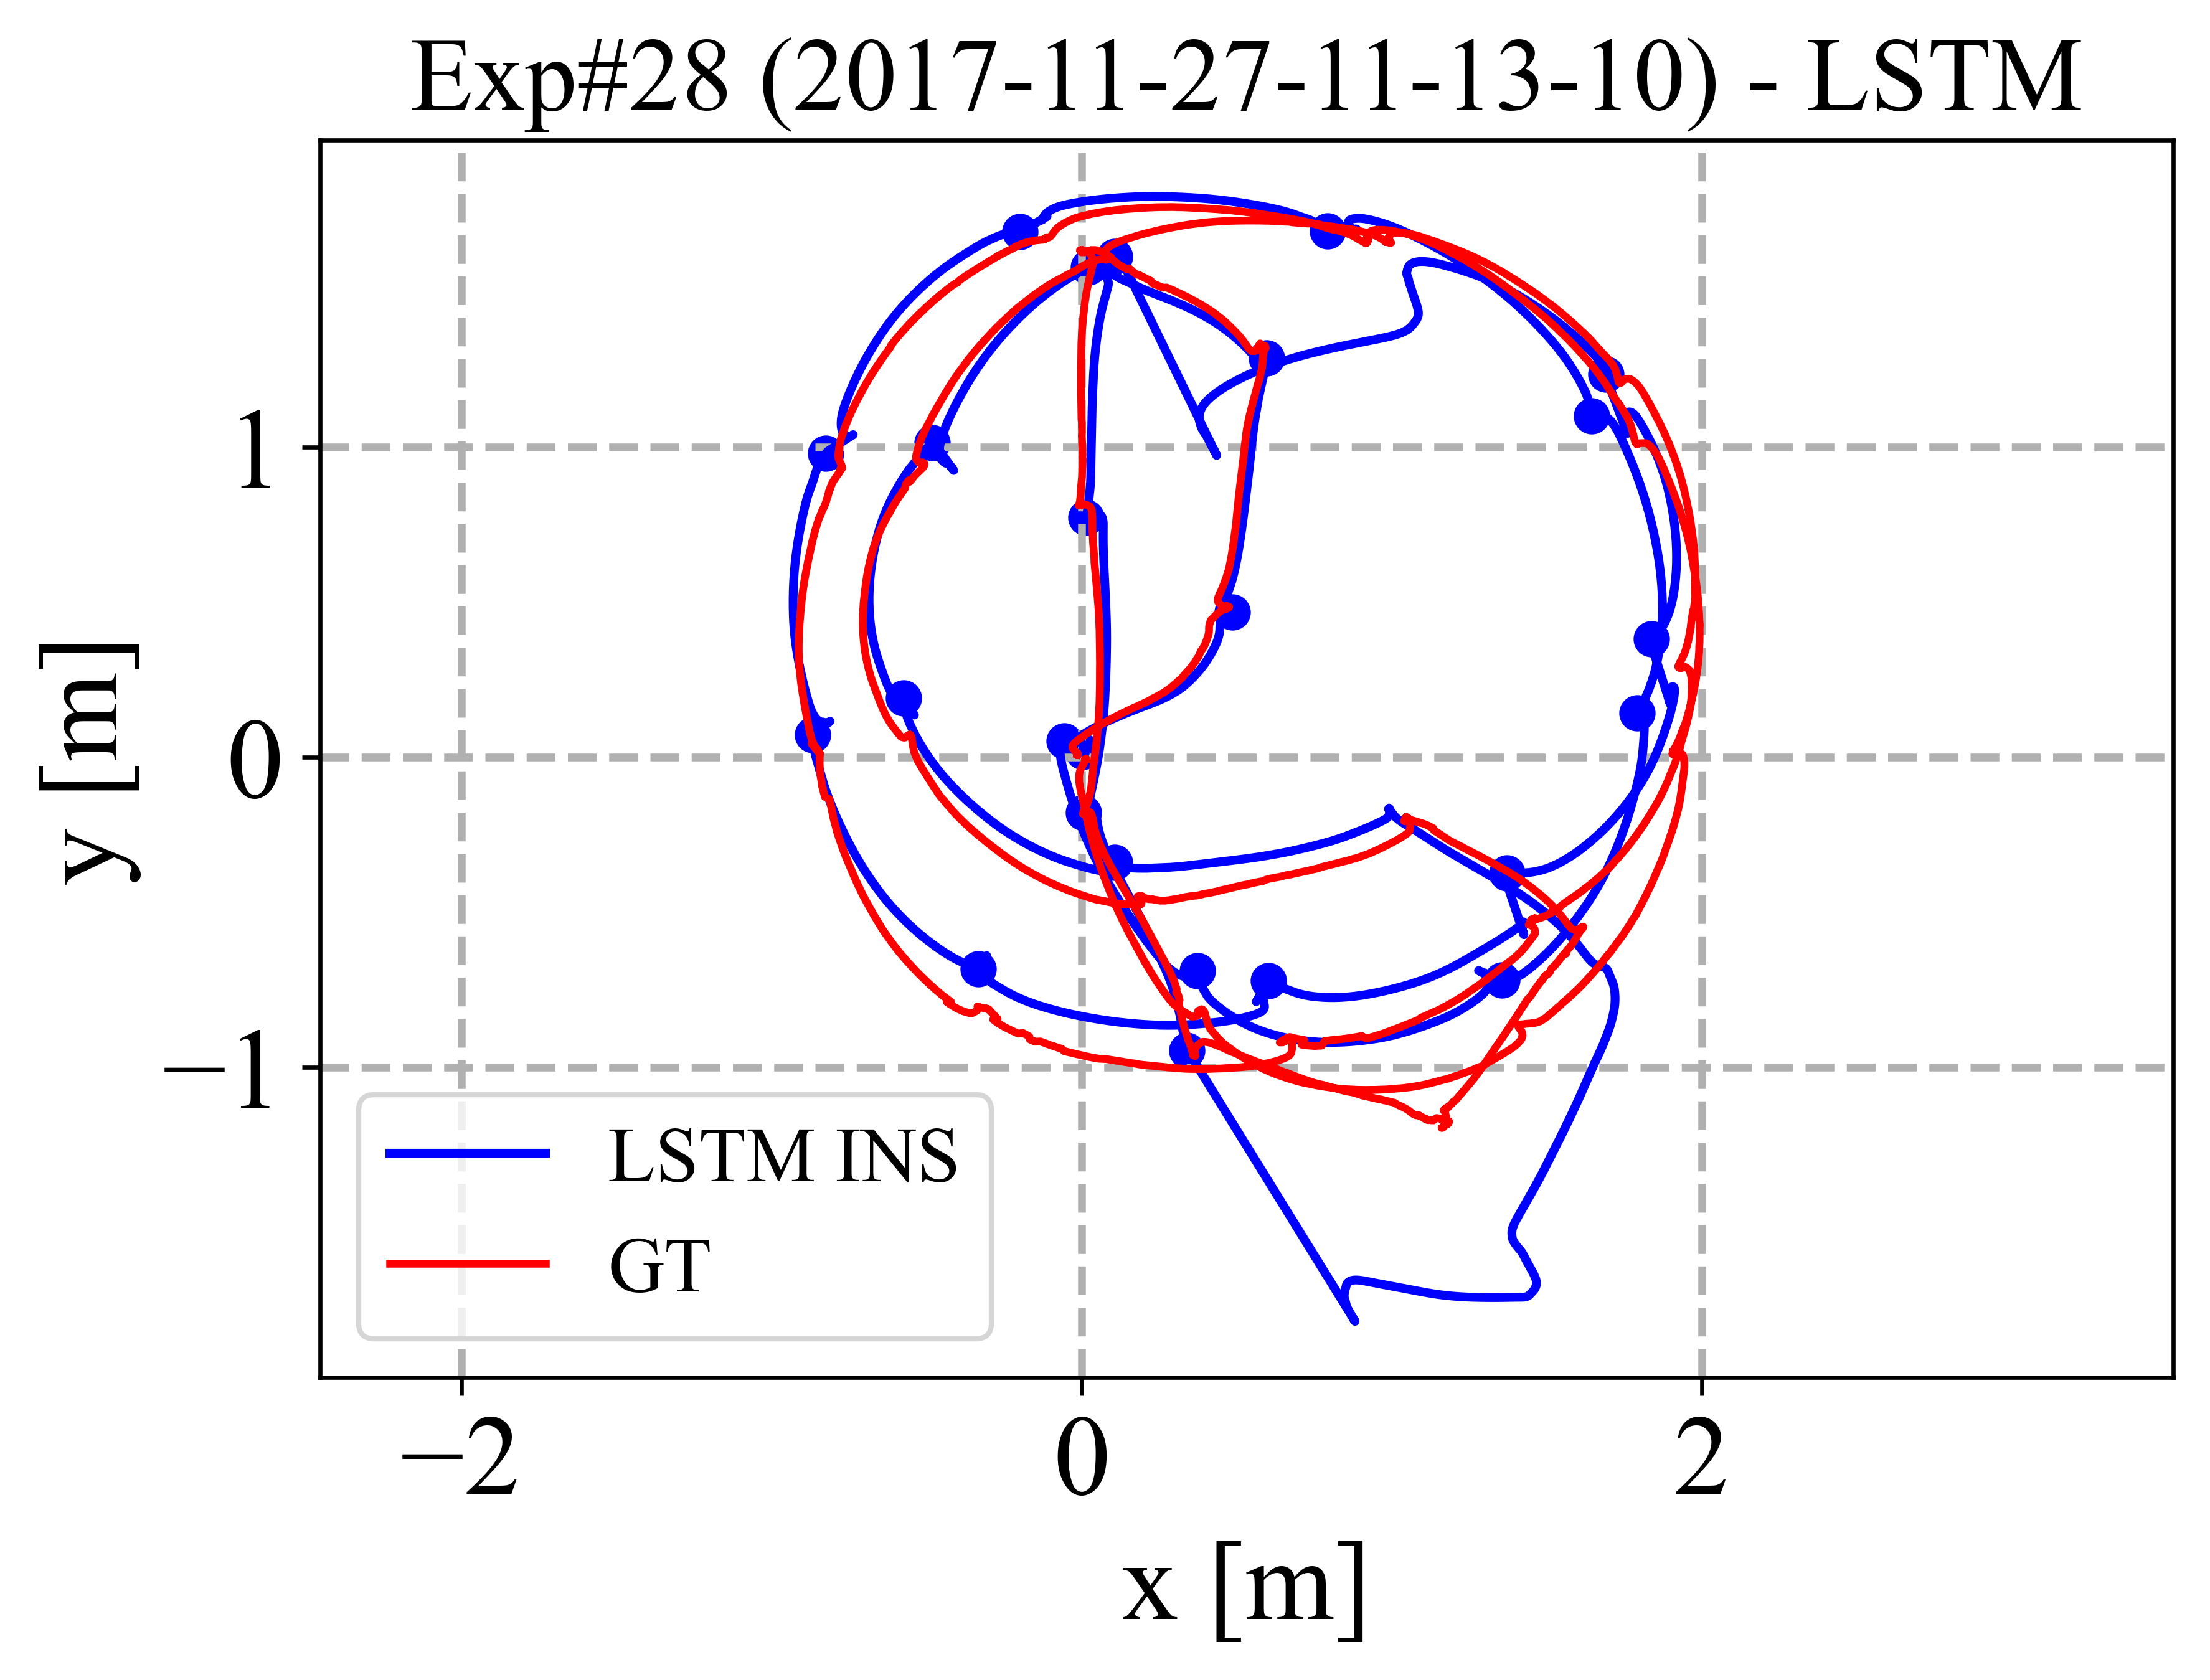 Exp#28 (2017-11-27-11-13-10) - LSTM
1
0
−1
y [m]
LSTM INS
GT
−2
0
2
x [m]